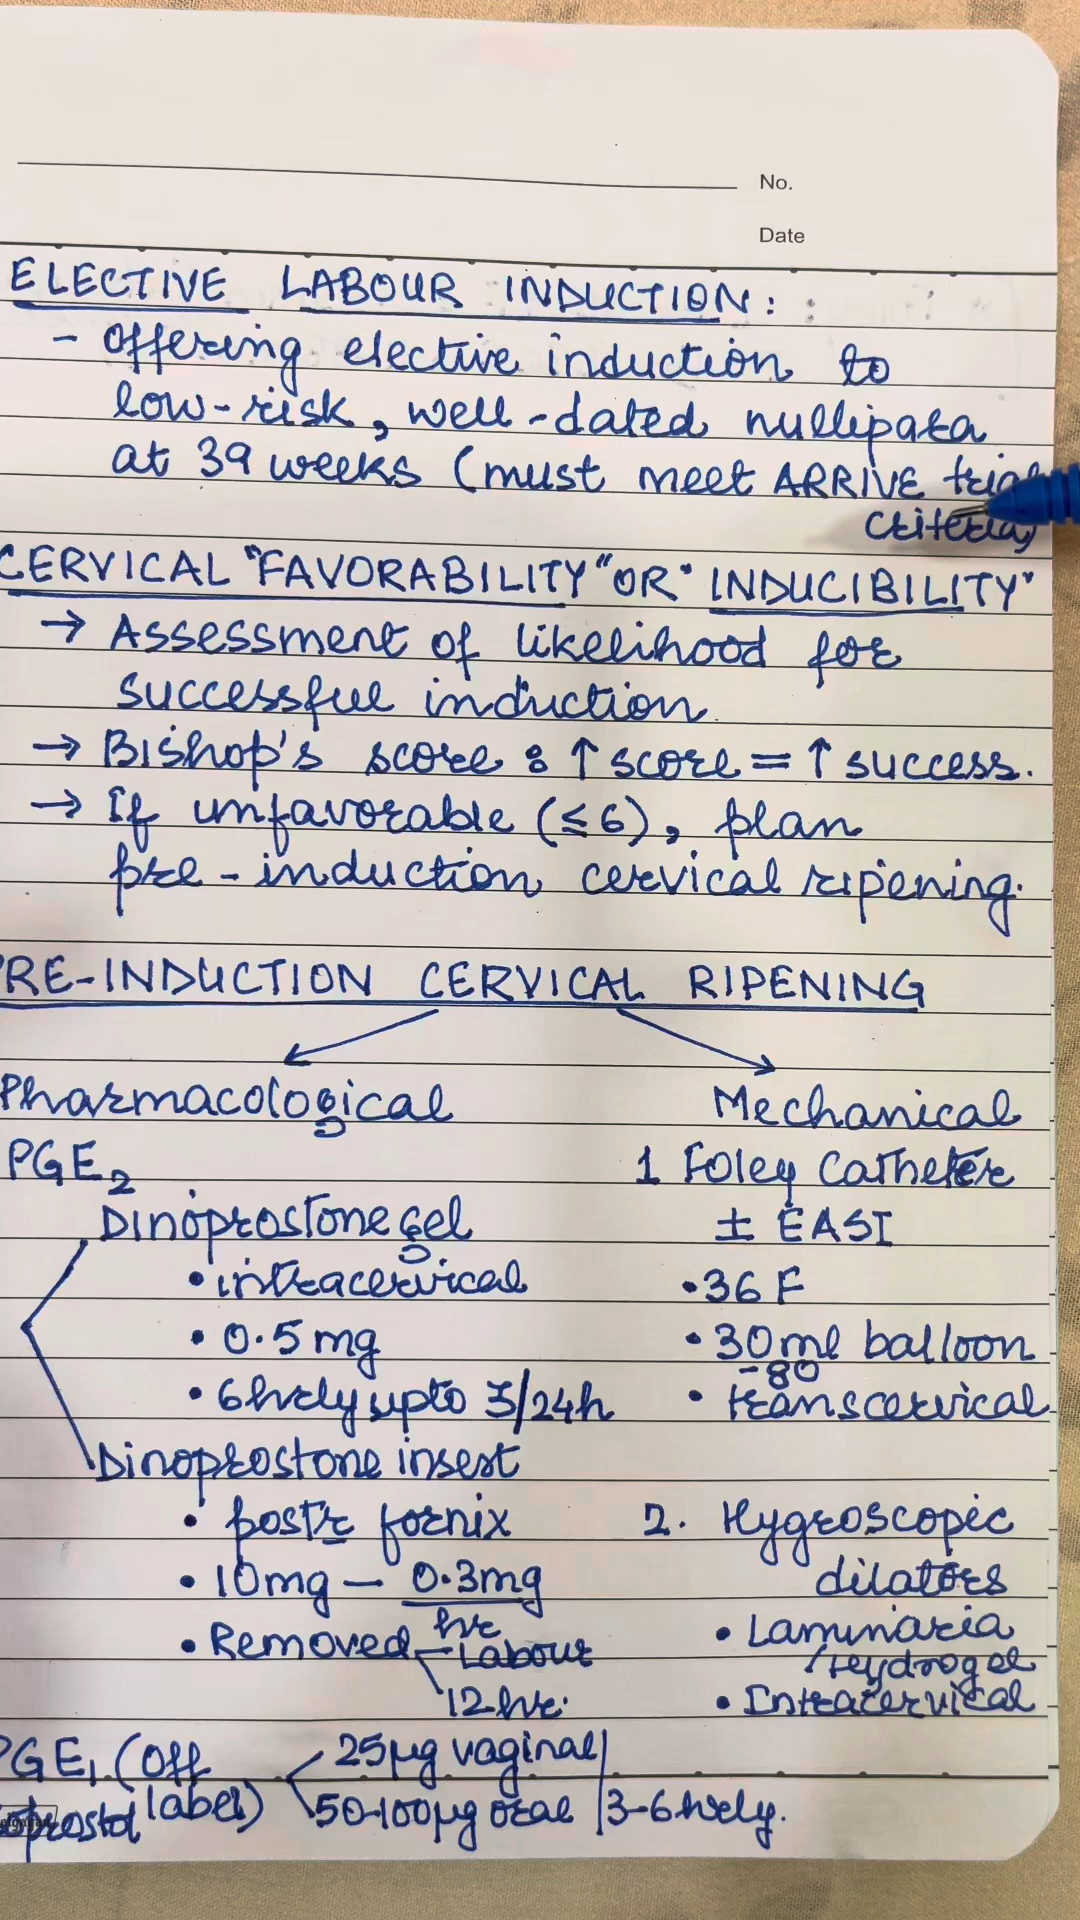 No.
Date
ELECTIVE LABOUR INDUCTION:
- Offering elective induction to
low-risk, well-dated nullipara
at 39 weeks (must meet ARRIVE trial
criteria)
CERVICAL "FAVORABILITY" OR "INDUCIBILITY"
→ Assessment of likelihood for
successful induction.
→ Bishop's score : ↑ score = ↑ success.
→ If unfavorable (≤6), plan
pre-induction cervical ripening.
RE-INDUCTION CERVICAL RIPENING
Pharmacological
PGE2
Dinoprostone gel
• intracervical
• 0.5 mg
• 6hrly upto 3/24h
Dinoprostone insert
• postr fornix
• 10mg - 0.3mg
hr
• Removed - Labour
12 hr.
PGE1 (Off
label)
25µg vaginal/
50-100µg oral /3-6 hrly.
Mechanical
1 Foley Catheter
± EASI
• 36 F
• 30 ml balloon
-80
• transcervical
2. Hygroscopic
dilators
• Laminaria
/Hydrogel
• Intracervical